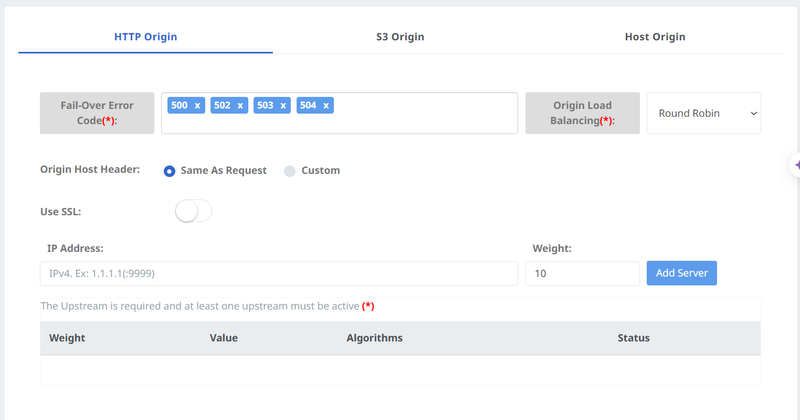 HTTP Origin
S3 Origin
Host Origin
Fail-Over Error
Code(*):
500 x
502 x
503 x
504 x
Origin Load
Balancing(*):
Round Robin
Origin Host Header:
Same As Request
Custom
Use SSL:
IP Address:
Weight:
IPv4. Ex: 1.1.1.1(:9999)
10
Add Server
The Upstream is required and at least one upstream must be active (*)
Weight
Value
Algorithms
Status